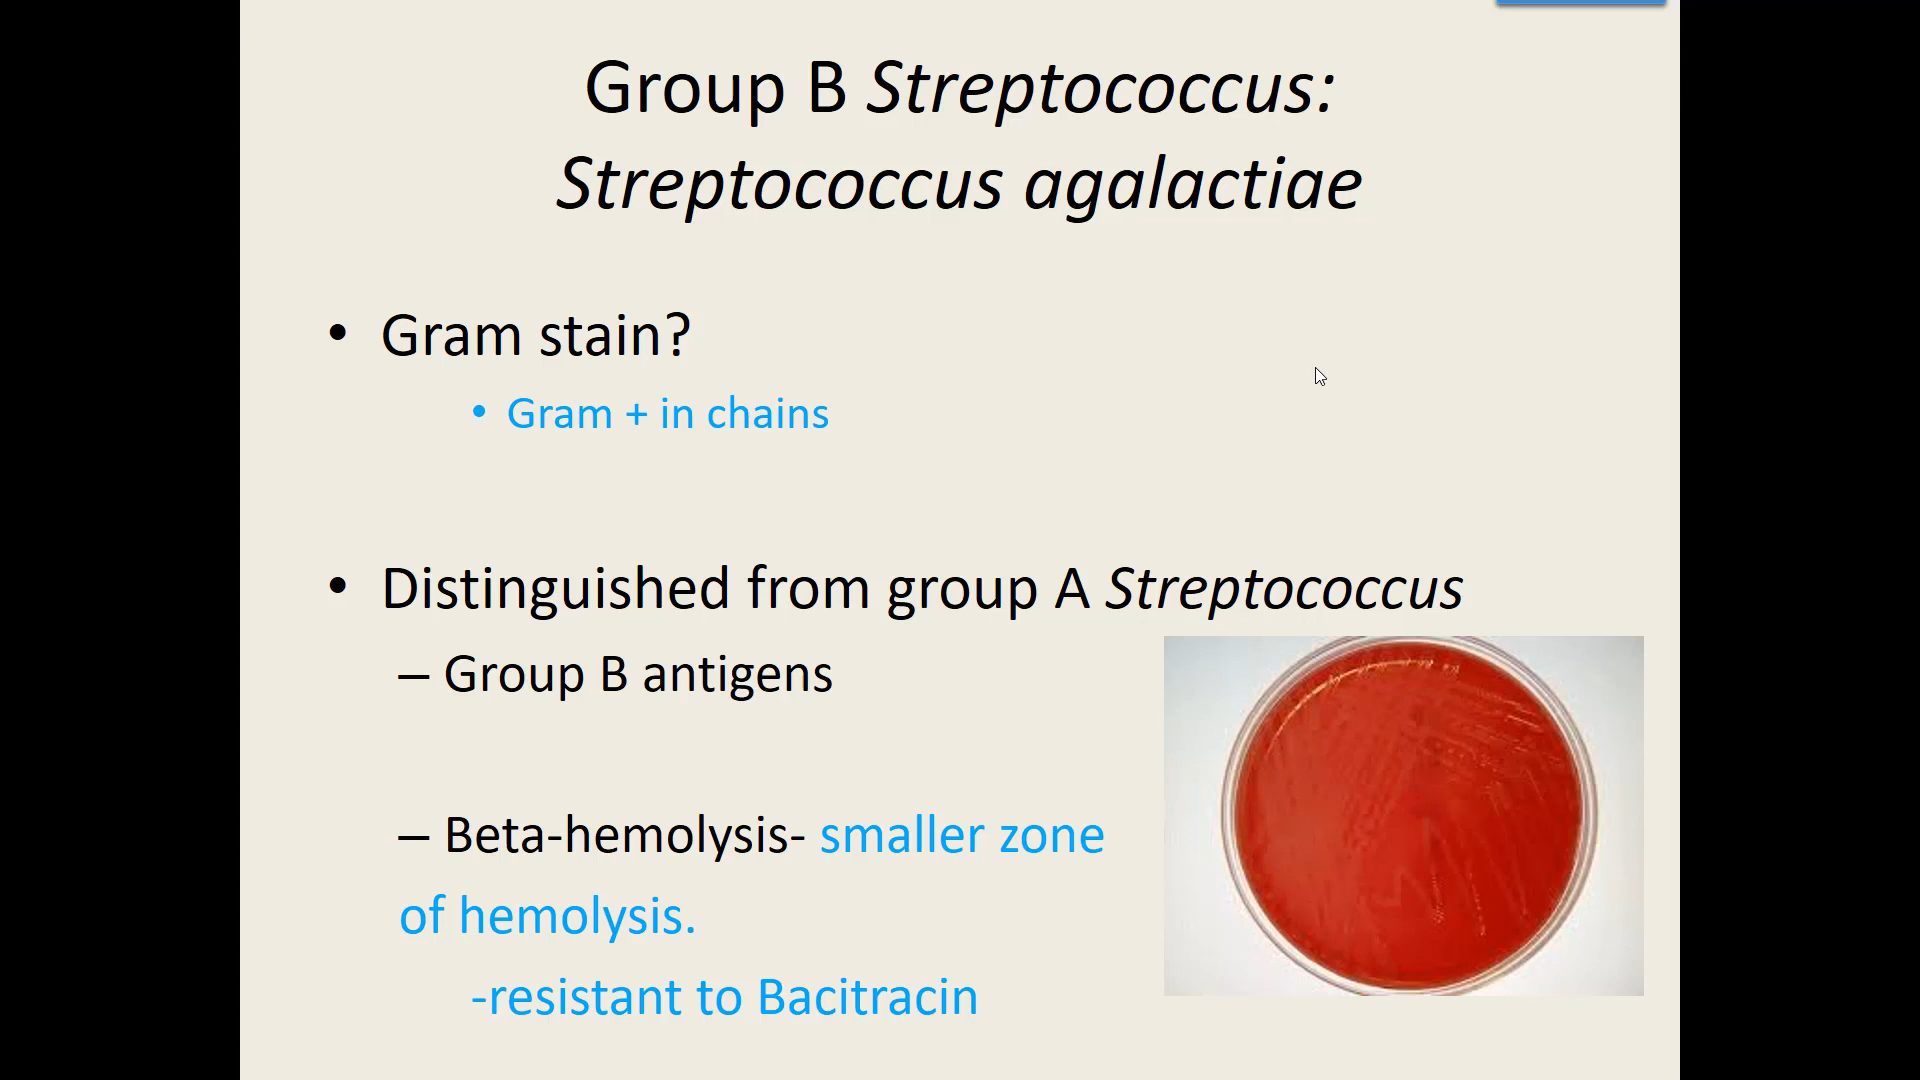 Group B Streptococcus:
Streptococcus agalactiae
• Gram stain?
• Gram + in chains
• Distinguished from group A Streptococcus
– Group B antigens
– Beta-hemolysis- smaller zone
of hemolysis.
-resistant to Bacitracin